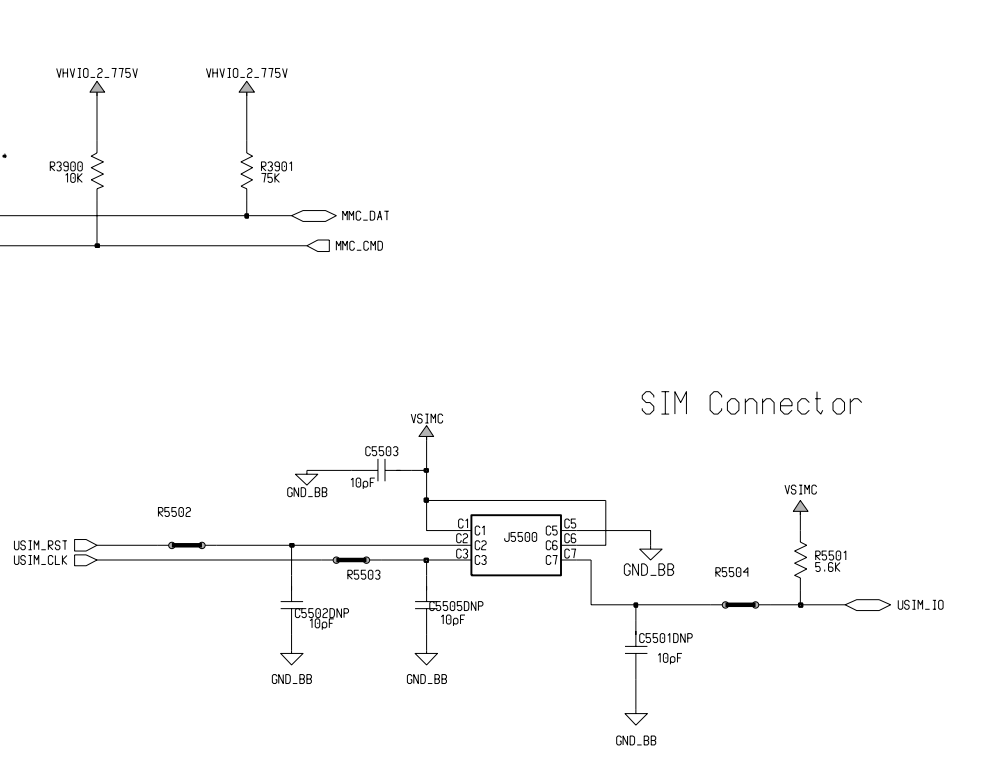 VHVIO_2_775V VHVIO_2_775V
R3900 R3901
10K 75K
MMC_DAT
MMC_CMD
SIM Connector
VSIMC
C5503
10pF
GND_BB
VSIMC
R5502
C1 C1 J5500 C5 C5
USIM_RST C2 C2 C6 C6
USIM_CLK C3 C3 C7 C7
R5503
GND_BB
R5504
R5501
5.6K
USIM_IO
C5502DNP
10pF
C5505DNP
10pF
C5501DNP
10pF
GND_BB GND_BB
GND_BB